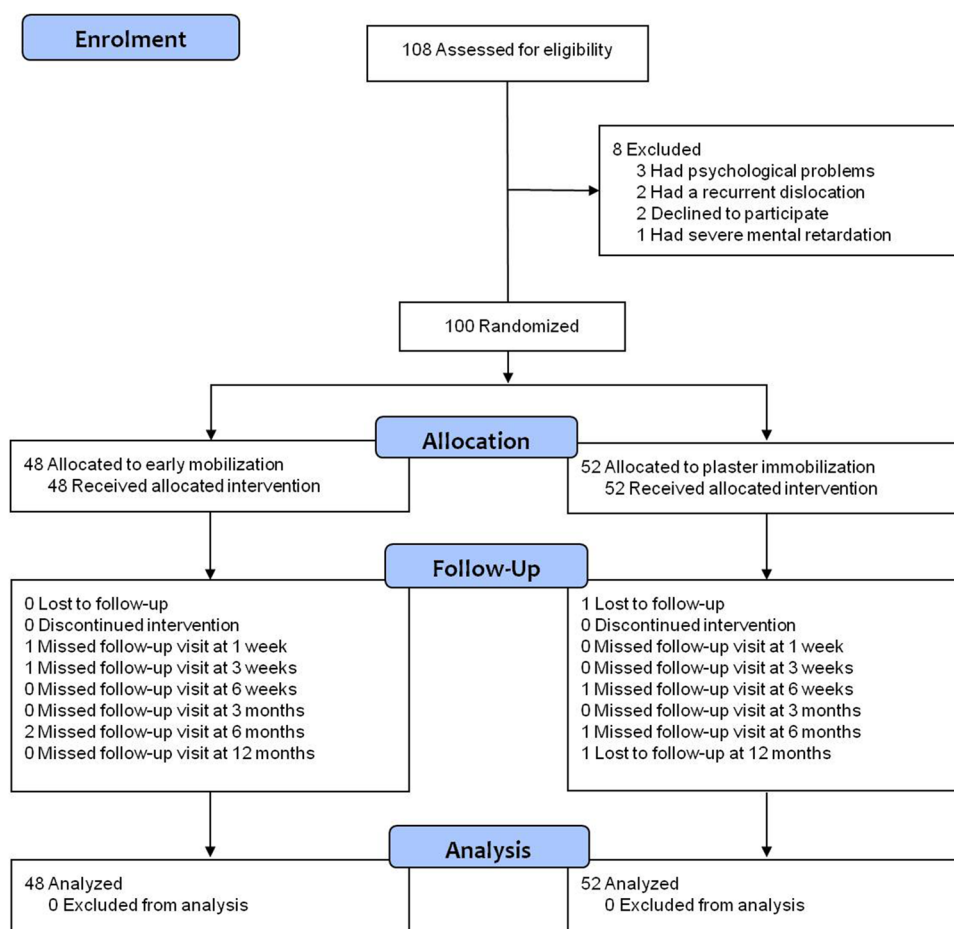 Enrolment
108 Assessed for eligibility
8 Excluded
3 Had psychological problems
2 Had a recurrent dislocation
2 Declined to participate
1 Had severe mental retardation
100 Randomized
Allocation
48 Allocated to early mobilization
48 Received allocated intervention
52 Allocated to plaster immobilization
52 Received allocated intervention
Follow-Up
0 Lost to follow-up
0 Discontinued intervention
1 Missed follow-up visit at 1 week
1 Missed follow-up visit at 3 weeks
0 Missed follow-up visit at 6 weeks
0 Missed follow-up visit at 3 months
2 Missed follow-up visit at 6 months
0 Missed follow-up visit at 12 months
1 Lost to follow-up
0 Discontinued intervention
0 Missed follow-up visit at 1 week
0 Missed follow-up visit at 3 weeks
1 Missed follow-up visit at 6 weeks
0 Missed follow-up visit at 3 months
1 Missed follow-up visit at 6 months
1 Lost to follow-up at 12 months
Analysis
48 Analyzed
0 Excluded from analysis
52 Analyzed
0 Excluded from analysis